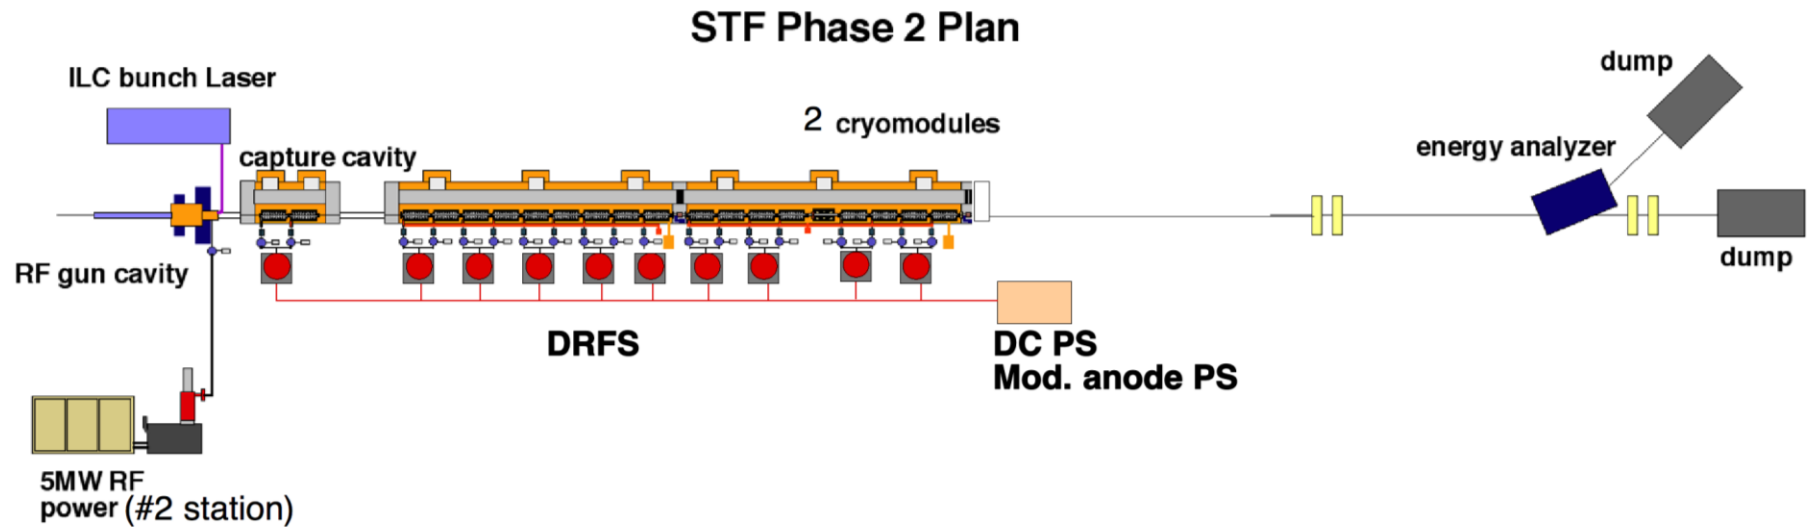 STF Phase 2 Plan
ILC bunch Laser
dump
2 cryomodules
capture cavity
energy analyzer
RF gun cavity
dump
DRFS
DC PS
Mod. anode PS
5MW RF
power (#2 station)